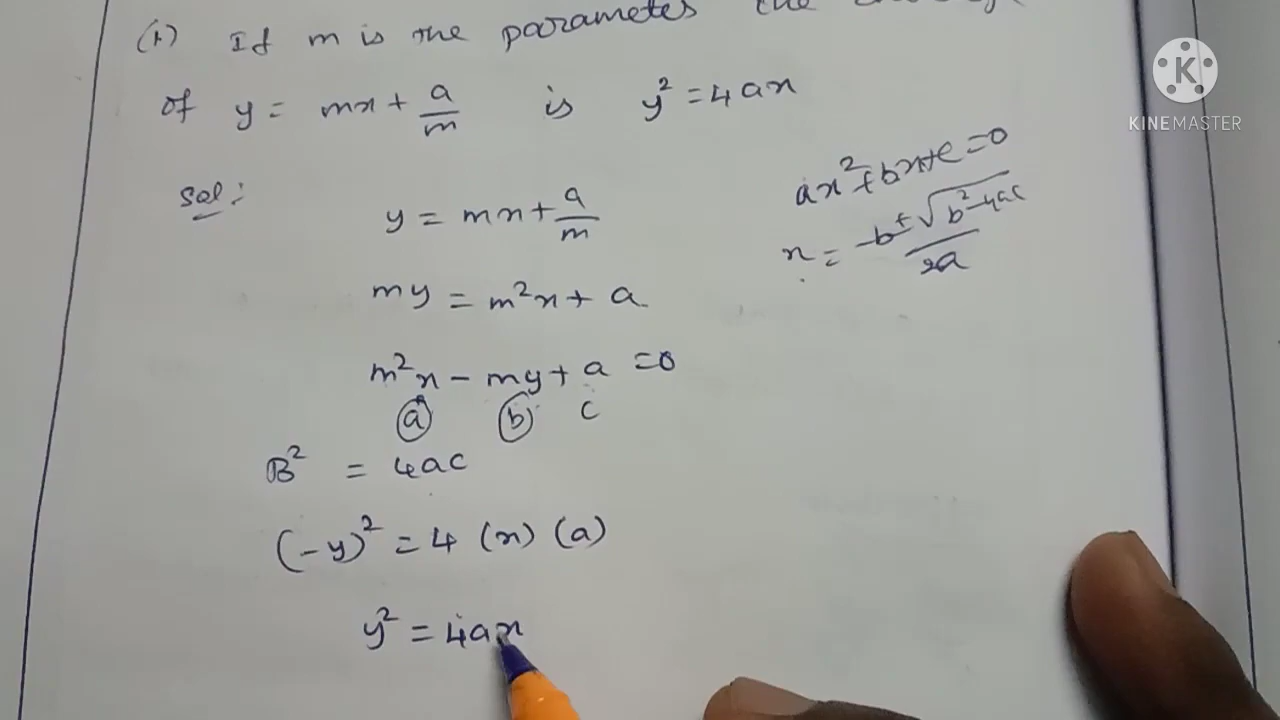 (1) If m is the parameter the
of y = mx + a/m is y² = 4ax
Sol:
y = mx + a/m
my = m²x + a
m²x - my + a = 0
a b c
B² = 4ac
(-y)² = 4 (x) (a)
y² = 4ax
ax² + bx + c = 0
x = -b ± √b² - 4ac / 2a
K
KINEMASTER